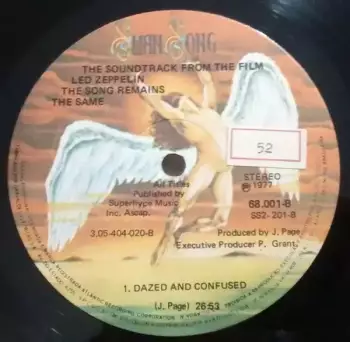 SWAN SONG
THE SOUNDTRACK FROM THE FILM
LED ZEPPELIN
THE SONG REMAINS
THE SAME
52
All Titles
Published by
Superhype Music
Inc. Ascap.
STEREO
℗ 1977
68.001-B
SS2- 201-B
3.05-404-020-B
Produced by J. Page
Executive Producer P. Grant.
1. DAZED AND CONFUSED
(J. Page) 26:53